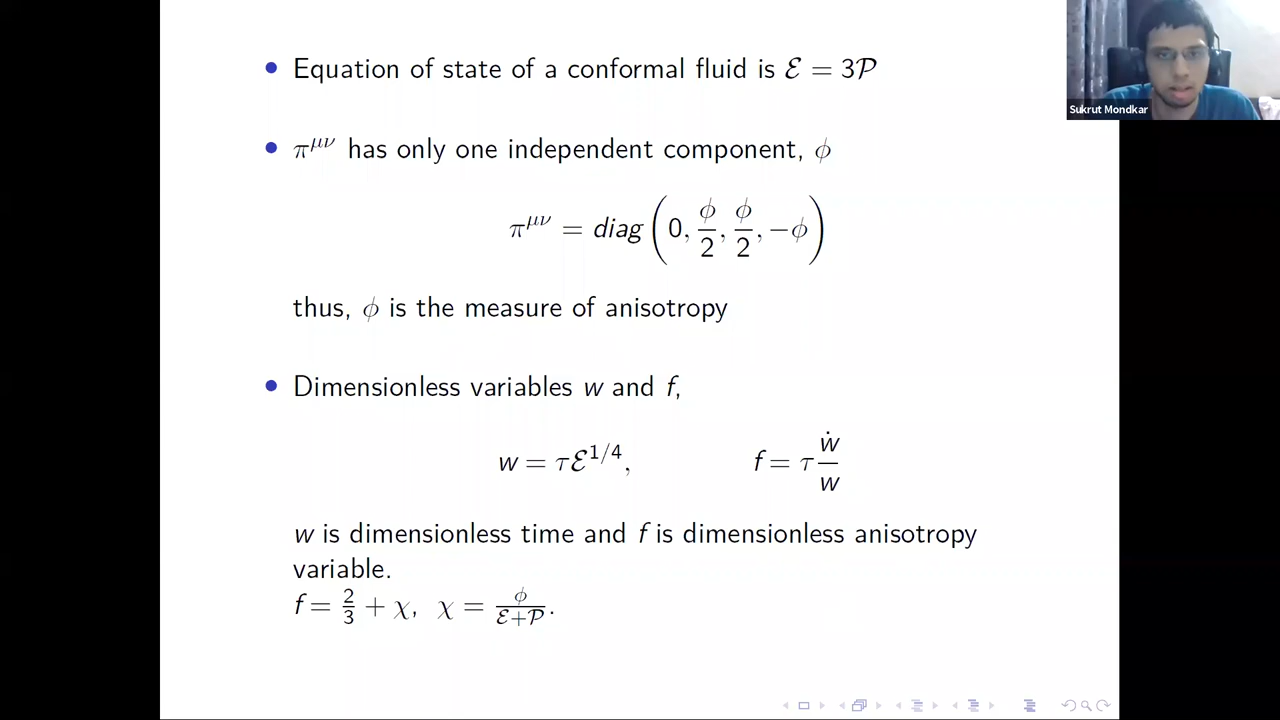 Equation of state of a conformal fluid is ℰ = 3𝒫
π^{μν} has only one independent component, ϕ
π^{μν} = diag (0, ϕ/2, ϕ/2, −ϕ)
thus, ϕ is the measure of anisotropy
Dimensionless variables w and f,
w = τℰ^{1/4}, f = τ ẇ/w
w is dimensionless time and f is dimensionless anisotropy
variable.
f = 2/3 + χ, χ = ϕ/(ℰ+𝒫).
Sukrut Mondkar